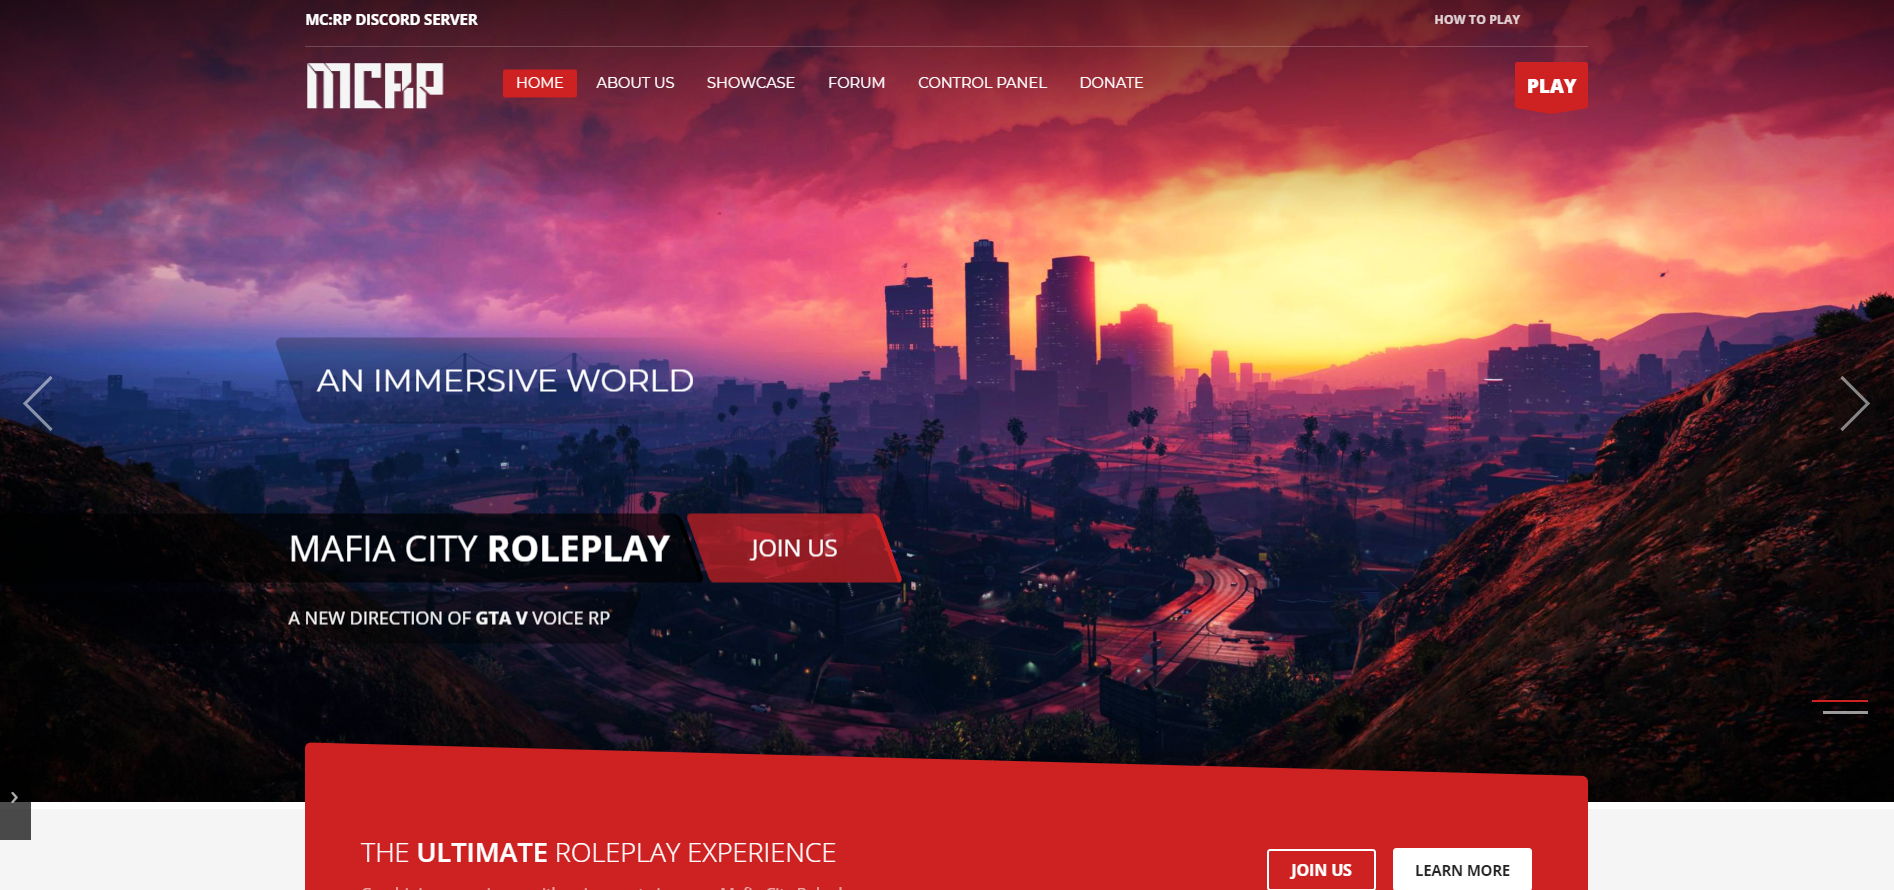 MC:RP DISCORD SERVER
HOW TO PLAY
MCRP
HOME
ABOUT US
SHOWCASE
FORUM
CONTROL PANEL
DONATE
PLAY
AN IMMERSIVE WORLD
MAFIA CITY ROLEPLAY
JOIN US
A NEW DIRECTION OF GTA V VOICE RP
THE ULTIMATE ROLEPLAY EXPERIENCE
JOIN US
LEARN MORE